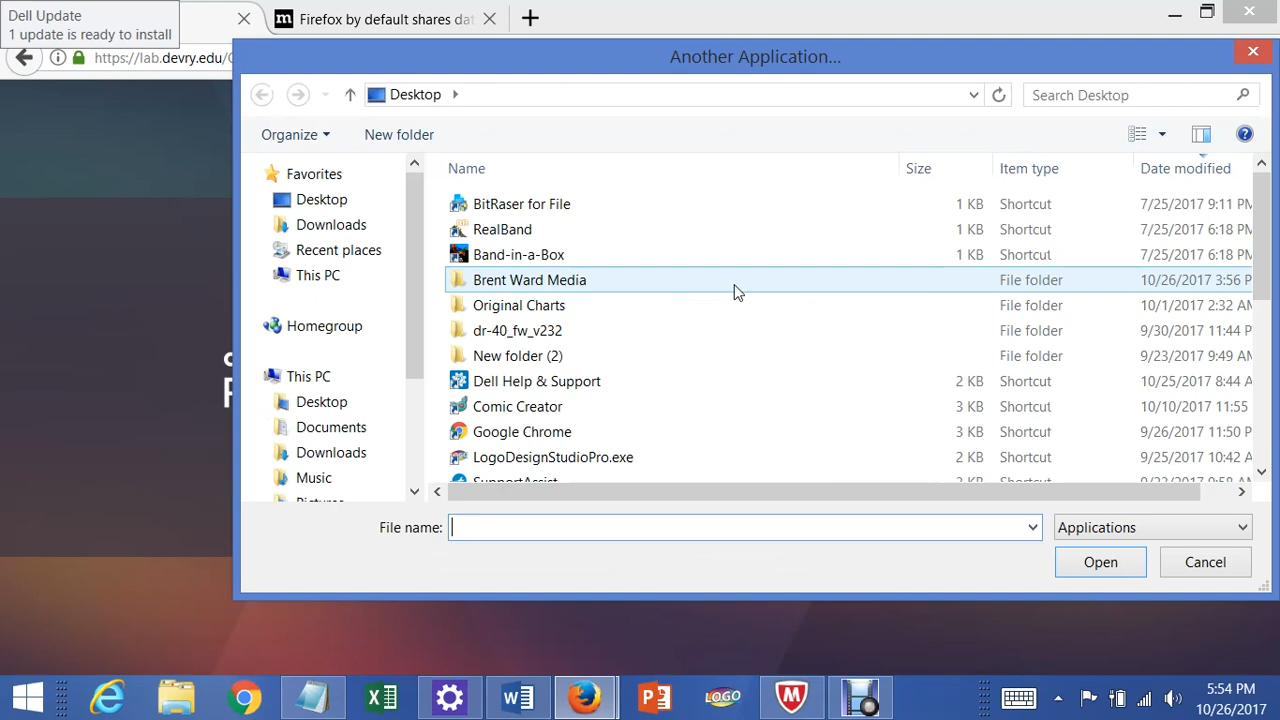 Dell Update
1 update is ready to install
Firefox by default shares dat
https://lab.devry.edu/C
Another Application...
Desktop
Search Desktop
Organize
New folder
Name
Size
Item type
Date modified
Favorites
Desktop
Downloads
Recent places
This PC
Homegroup
This PC
Desktop
Documents
Downloads
Music
Pictures
BitRaser for File 1 KB Shortcut 7/25/2017 9:11 PM
RealBand 1 KB Shortcut 7/25/2017 6:18 PM
Band-in-a-Box 1 KB Shortcut 7/25/2017 6:18 PM
Brent Ward Media File folder 10/26/2017 3:56 P
Original Charts File folder 10/1/2017 2:32 AM
dr-40_fw_v232 File folder 9/30/2017 11:44 P
New folder (2) File folder 9/23/2017 9:49 AM
Dell Help & Support 2 KB Shortcut 10/25/2017 8:44 A
Comic Creator 3 KB Shortcut 10/10/2017 11:55
Google Chrome 3 KB Shortcut 9/26/2017 11:50 P
LogoDesignStudioPro.exe 2 KB Shortcut 9/25/2017 10:42 A
SupportAssist
File name:
Applications
Open
Cancel
LOGO
5:54 PM
10/26/2017